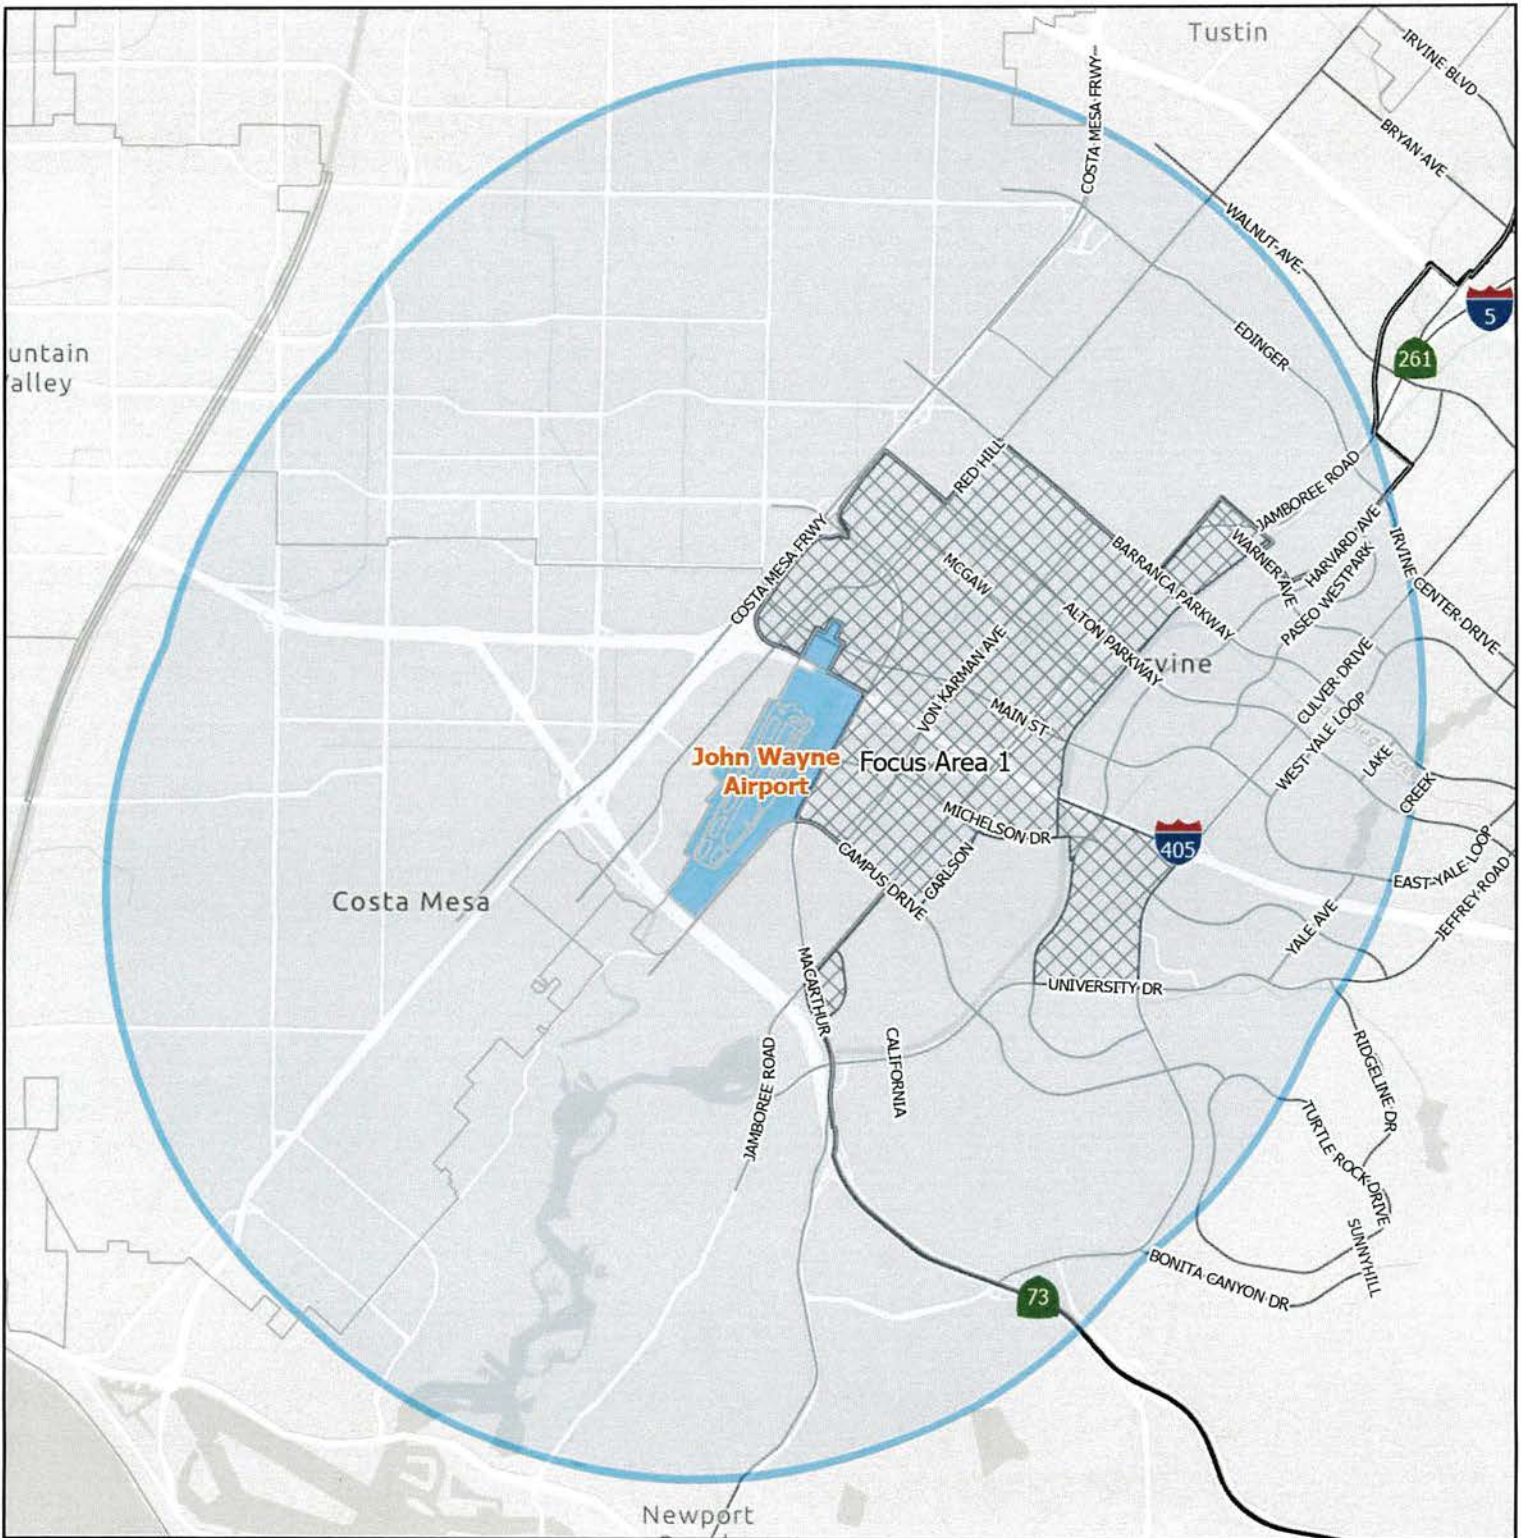 Tustin
IRVINE BLVD
COSTA MESA FRWY
BRYAN AVE
WALNUT AVE.
5
EDINGER
261
untain
alley
RED HILL
JAMBOREE ROAD
COSTA MESA FRWY
BARRANCA PARKWAY
WARNER AVE
HARVARD AVE
PASEO WESTPARK
IRVINE CENTER DRIVE
MCGAW
ALTON PARKWAY
vine
VON KARMAN AVE
CULVER DRIVE
MAIN ST
WEST YALE LOOP
LAKE
CREEK
John Wayne
Airport
Focus Area 1
MICHELSON DR
405
CAMPUS DRIVE
CARLSON
EAST YALE LOOP
JEFFREY ROAD
Costa Mesa
YALE AVE
MACARTHUR
UNIVERSITY DR
CALIFORNIA
JAMBOREE ROAD
RIDGELINE DR
TURTLE ROCK DRIVE
SUNNYHILL
BONITA CANYON DR
73
Newport